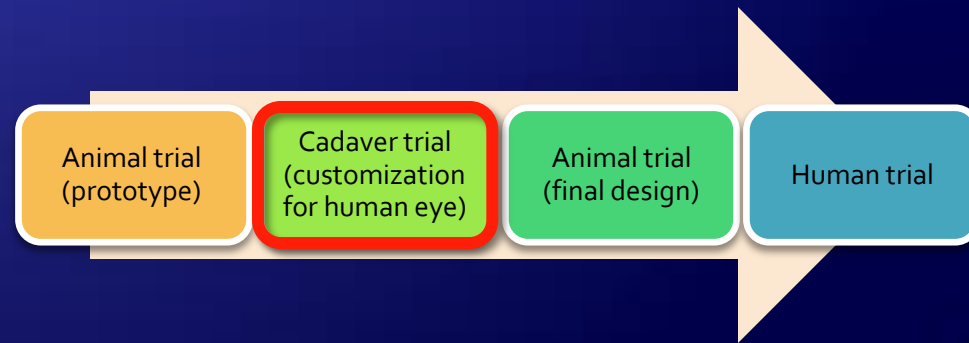 Animal trial
(prototype)
Cadaver trial
(customization
for human eye)
Animal trial
(final design)
Human trial